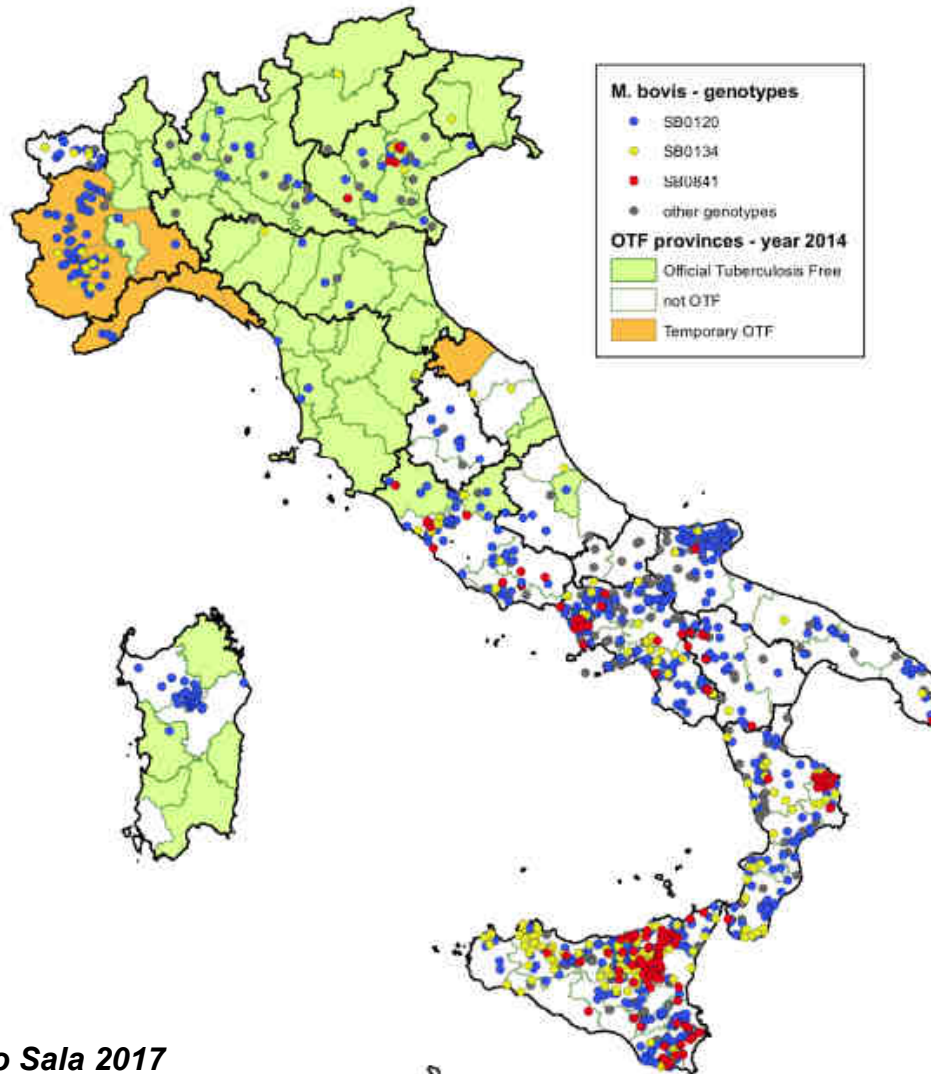 M. bovis - genotypes
SB0120
SB0134
SB0841
other genotypes
OTF provinces - year 2014
Official Tuberculosis Free
not OTF
Temporary OTF
o Sala 2017